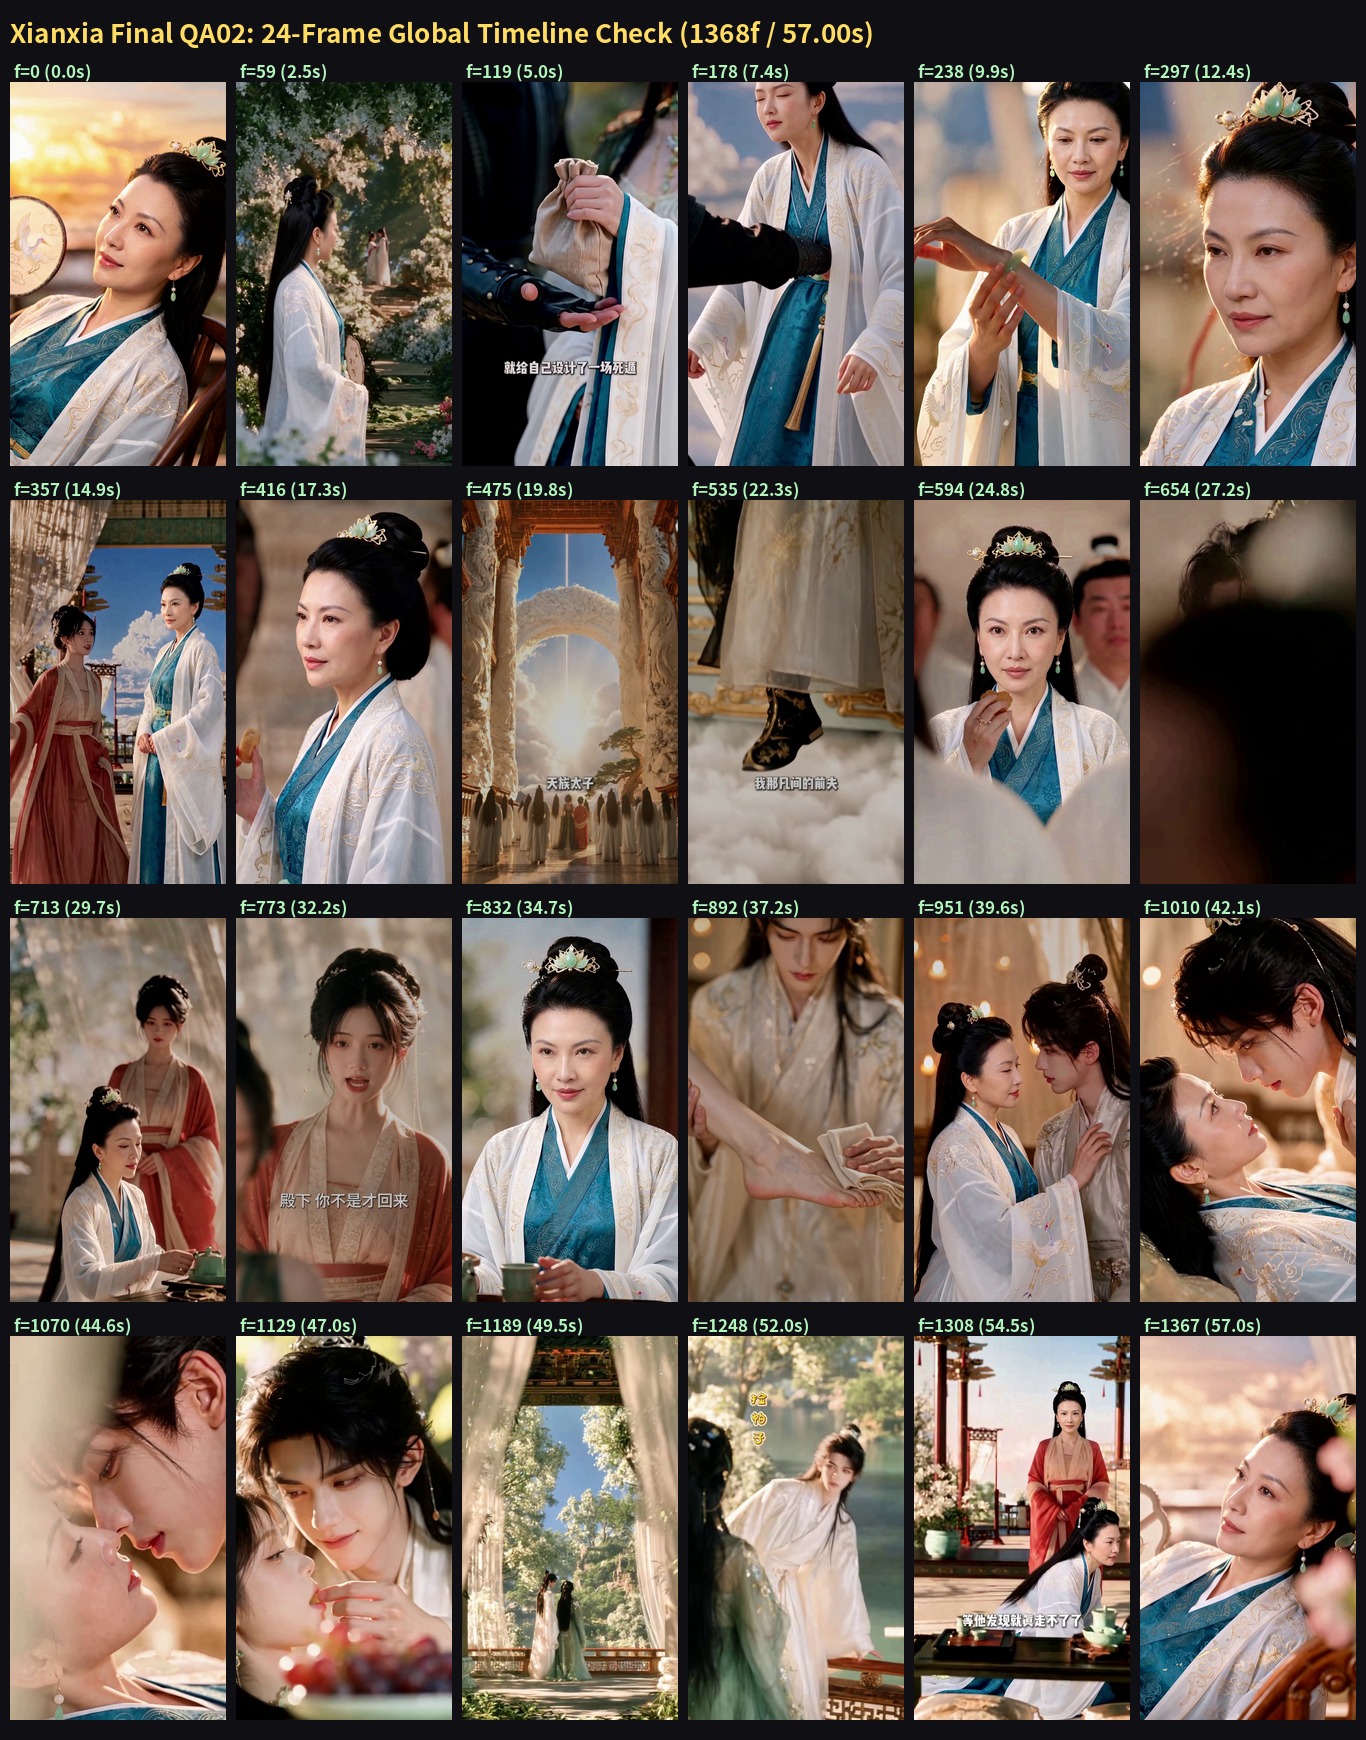 Xianxia Final QA02: 24-Frame Global Timeline Check (1368f / 57.00s)
f=0 (0.0s)
f=59 (2.5s)
f=119 (5.0s)
f=178 (7.4s)
f=238 (9.9s)
f=297 (12.4s)
就给自己设计了一场死遁
f=357 (14.9s)
f=416 (17.3s)
f=475 (19.8s)
f=535 (22.3s)
f=594 (24.8s)
f=654 (27.2s)
天族太子
我那凡间的前夫
f=713 (29.7s)
f=773 (32.2s)
f=832 (34.7s)
f=892 (37.2s)
f=951 (39.6s)
f=1010 (42.1s)
殿下 你不是才回来
f=1070 (44.6s)
f=1129 (47.0s)
f=1189 (49.5s)
f=1248 (52.0s)
f=1308 (54.5s)
f=1367 (57.0s)
等他发现就真走不了了